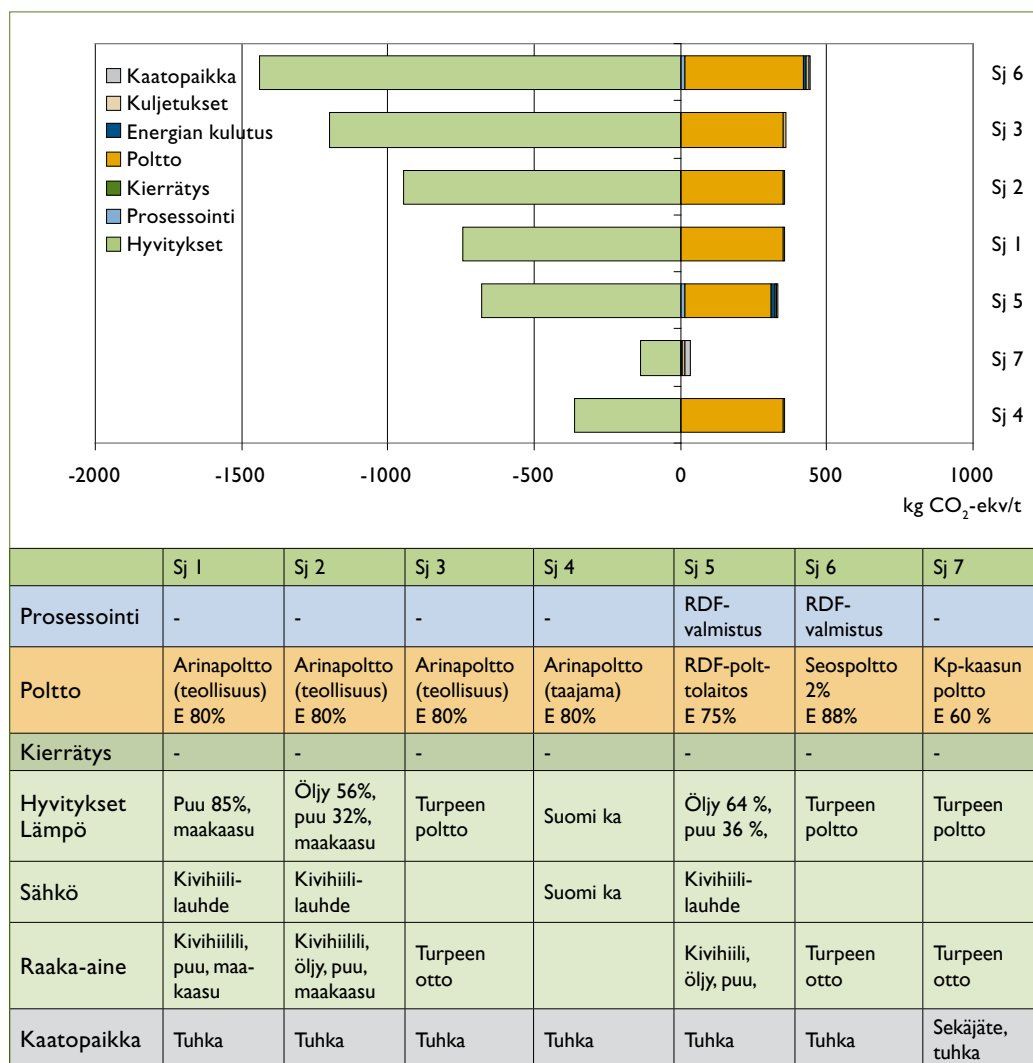 Kaatopaikka
Kuljetukset
Energian kulutus
Poltto
Kierrätys
Prosessointi
Hyvitykset
Sj 6
Sj 3
Sj 2
Sj 1
Sj 5
Sj 7
Sj 4
-2000 -1500 -1000 -500 0 500 1000
kg CO₂-ekv/t
Sj 1 Sj 2 Sj 3 Sj 4 Sj 5 Sj 6 Sj 7
Prosessointi - - - - RDF-valmistus RDF-valmistus -
Poltto Arinapoltto (teollisuus) E 80% Arinapoltto (teollisuus) E 80% Arinapoltto (teollisuus) E 80% Arinapoltto (taajama) E 80% RDF-polt-tolaitos E 75% Seospoltto 2% E 88% Kp-kaasun poltto E 60 %
Kierrätys - - - - - - -
Hyvitykset Lämpö Puu 85%, maakaasu Öljy 56%, puu 32%, maakaasu Turpeen poltto Suomi ka Öljy 64 %, puu 36 %, Turpeen poltto Turpeen poltto
Sähkö Kivihiili-lauhde Kivihiili-lauhde Suomi ka Kivihiili-lauhde
Raaka-aine Kivihiilili, puu, maa-kaasu Kivihiilili, öljy, puu, maakaasu Turpeen otto Kivihiili, öljy, puu, Turpeen otto Turpeen otto
Kaatopaikka Tuhka Tuhka Tuhka Tuhka Tuhka Tuhka Sekäjäte, tuhka